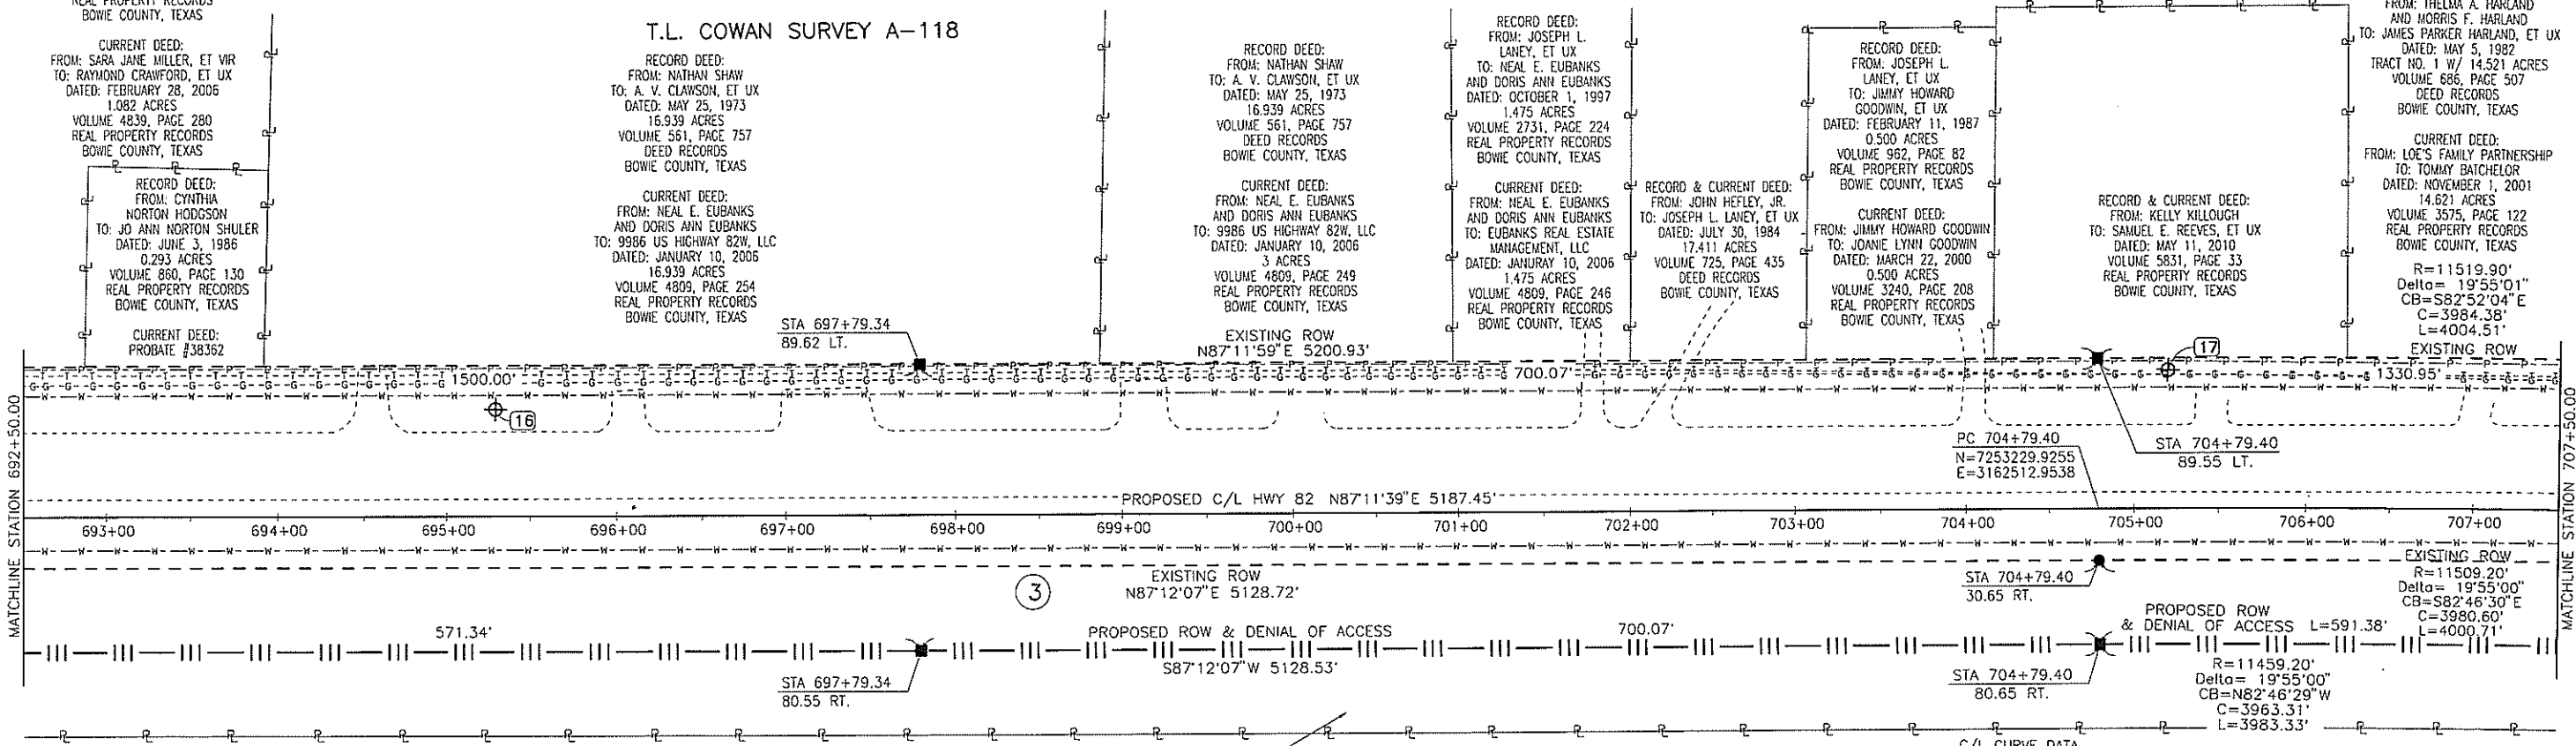 REAL PROPERTY RECORDS
BOWIE COUNTY, TEXAS
CURRENT DEED:
FROM: SARA JANE MILLER, ET VIR
TO: RAYMOND CRAWFORD, ET UX
DATED: FEBRUARY 28, 2006
1.082 ACRES
VOLUME 4839, PAGE 280
REAL PROPERTY RECORDS
BOWIE COUNTY, TEXAS
RECORD DEED:
FROM: CYNTHIA
NORTON HODGSON
TO: JO ANN NORTON SHULER
DATED: JUNE 3, 1986
0.293 ACRES
VOLUME 860, PAGE 130
REAL PROPERTY RECORDS
BOWIE COUNTY, TEXAS
CURRENT DEED:
PROBATE #38362
T.L. COWAN SURVEY A-118
RECORD DEED:
FROM: NATHAN SHAW
TO: A. V. CLAWSON, ET UX
DATED: MAY 25, 1973
16.939 ACRES
VOLUME 561, PAGE 757
DEED RECORDS
BOWIE COUNTY, TEXAS
CURRENT DEED:
FROM: NEAL E. EUBANKS
AND DORIS ANN EUBANKS
TO: 9986 US HIGHWAY 82W, LLC
DATED: JANUARY 10, 2006
16.939 ACRES
VOLUME 4809, PAGE 254
REAL PROPERTY RECORDS
BOWIE COUNTY, TEXAS
STA 697+79.34
89.62 LT.
RECORD DEED:
FROM: NATHAN SHAW
TO: A. V. CLAWSON, ET UX
DATED: MAY 25, 1973
16.939 ACRES
VOLUME 561, PAGE 757
DEED RECORDS
BOWIE COUNTY, TEXAS
CURRENT DEED:
FROM: NEAL E. EUBANKS
AND DORIS ANN EUBANKS
TO: 9986 US HIGHWAY 82W, LLC
DATED: JANUARY 10, 2006
3 ACRES
VOLUME 4809, PAGE 249
REAL PROPERTY RECORDS
BOWIE COUNTY, TEXAS
EXISTING ROW
N87°11'59"E 5200.93'
RECORD DEED:
FROM: JOSEPH L.
LANEY, ET UX
TO: NEAL E. EUBANKS
AND DORIS ANN EUBANKS
DATED: OCTOBER 1, 1997
1.475 ACRES
VOLUME 2731, PAGE 224
REAL PROPERTY RECORDS
BOWIE COUNTY, TEXAS
CURRENT DEED:
FROM: NEAL E. EUBANKS
AND DORIS ANN EUBANKS
TO: EUBANKS REAL ESTATE
MANAGEMENT, LLC
DATED: JANURAY 10, 2006
1.475 ACRES
VOLUME 4809, PAGE 246
REAL PROPERTY RECORDS
BOWIE COUNTY, TEXAS
RECORD & CURRENT DEED:
FROM: JOHN HEFLEY, JR.
TO: JOSEPH L. LANEY, ET UX
DATED: JULY 30, 1984
17.411 ACRES
VOLUME 725, PAGE 435
DEED RECORDS
BOWIE COUNTY, TEXAS
RECORD DEED:
FROM: JOSEPH L.
LANEY, ET UX
TO: JIMMY HOWARD
GOODWIN, ET UX
DATED: FEBRUARY 11, 1987
0.500 ACRES
VOLUME 962, PAGE 82
REAL PROPERTY RECORDS
BOWIE COUNTY, TEXAS
CURRENT DEED:
FROM: JIMMY HOWARD GOODWIN
TO: JOANIE LYNN GOODWIN
DATED: MARCH 22, 2000
0.500 ACRES
VOLUME 3240, PAGE 208
REAL PROPERTY RECORDS
BOWIE COUNTY, TEXAS
RECORD & CURRENT DEED:
FROM: KELLY KILLOUGH
TO: SAMUEL E. REEVES, ET UX
DATED: MAY 11, 2010
VOLUME 5831, PAGE 33
REAL PROPERTY RECORDS
BOWIE COUNTY, TEXAS
FROM: THELMA A. HARLAND
AND MORRIS F. HARLAND
TO: JAMES PARKER HARLAND, ET UX
DATED: MAY 5, 1982
TRACT NO. 1 W/ 14.521 ACRES
VOLUME 686, PAGE 507
DEED RECORDS
BOWIE COUNTY, TEXAS
CURRENT DEED:
FROM: LOE'S FAMILY PARTNERSHIP
TO: TOMMY BATCHELOR
DATED: NOVEMBER 1, 2001
14.621 ACRES
VOLUME 3575, PAGE 122
REAL PROPERTY RECORDS
BOWIE COUNTY, TEXAS
R=11519.90'
Delta= 19°55'01"
CB=S82°52'04"E
C=3984.38'
L=4004.51'
EXISTING ROW
1500.00'
700.07'
1330.95'
16
17
PC 704+79.40
N=7253229.9255
E=3162512.9538
STA 704+79.40
89.55 LT.
MATCHLINE STATION 692+50.00
MATCHLINE STATION 707+50.00
PROPOSED C/L HWY 82 N87°11'39"E 5187.45'
693+00 694+00 695+00 696+00 697+00 698+00 699+00 700+00 701+00 702+00 703+00 704+00 705+00 706+00 707+00
EXISTING ROW
N87°12'07"E 5128.72'
3
STA 704+79.40
30.65 RT.
EXISTING ROW
R=11509.20'
Delta= 19°55'00"
CB=S82°46'30"E
C=3980.60'
L=4000.71'
571.34'
PROPOSED ROW & DENIAL OF ACCESS
S87°12'07"W 5128.53'
700.07'
PROPOSED ROW
& DENIAL OF ACCESS L=591.38'
STA 697+79.34
80.55 RT.
STA 704+79.40
80.65 RT.
R=11459.20'
Delta= 19°55'00"
CB=N82°46'29"W
C=3963.31'
L=3983.33'
C/L CURVE DATA